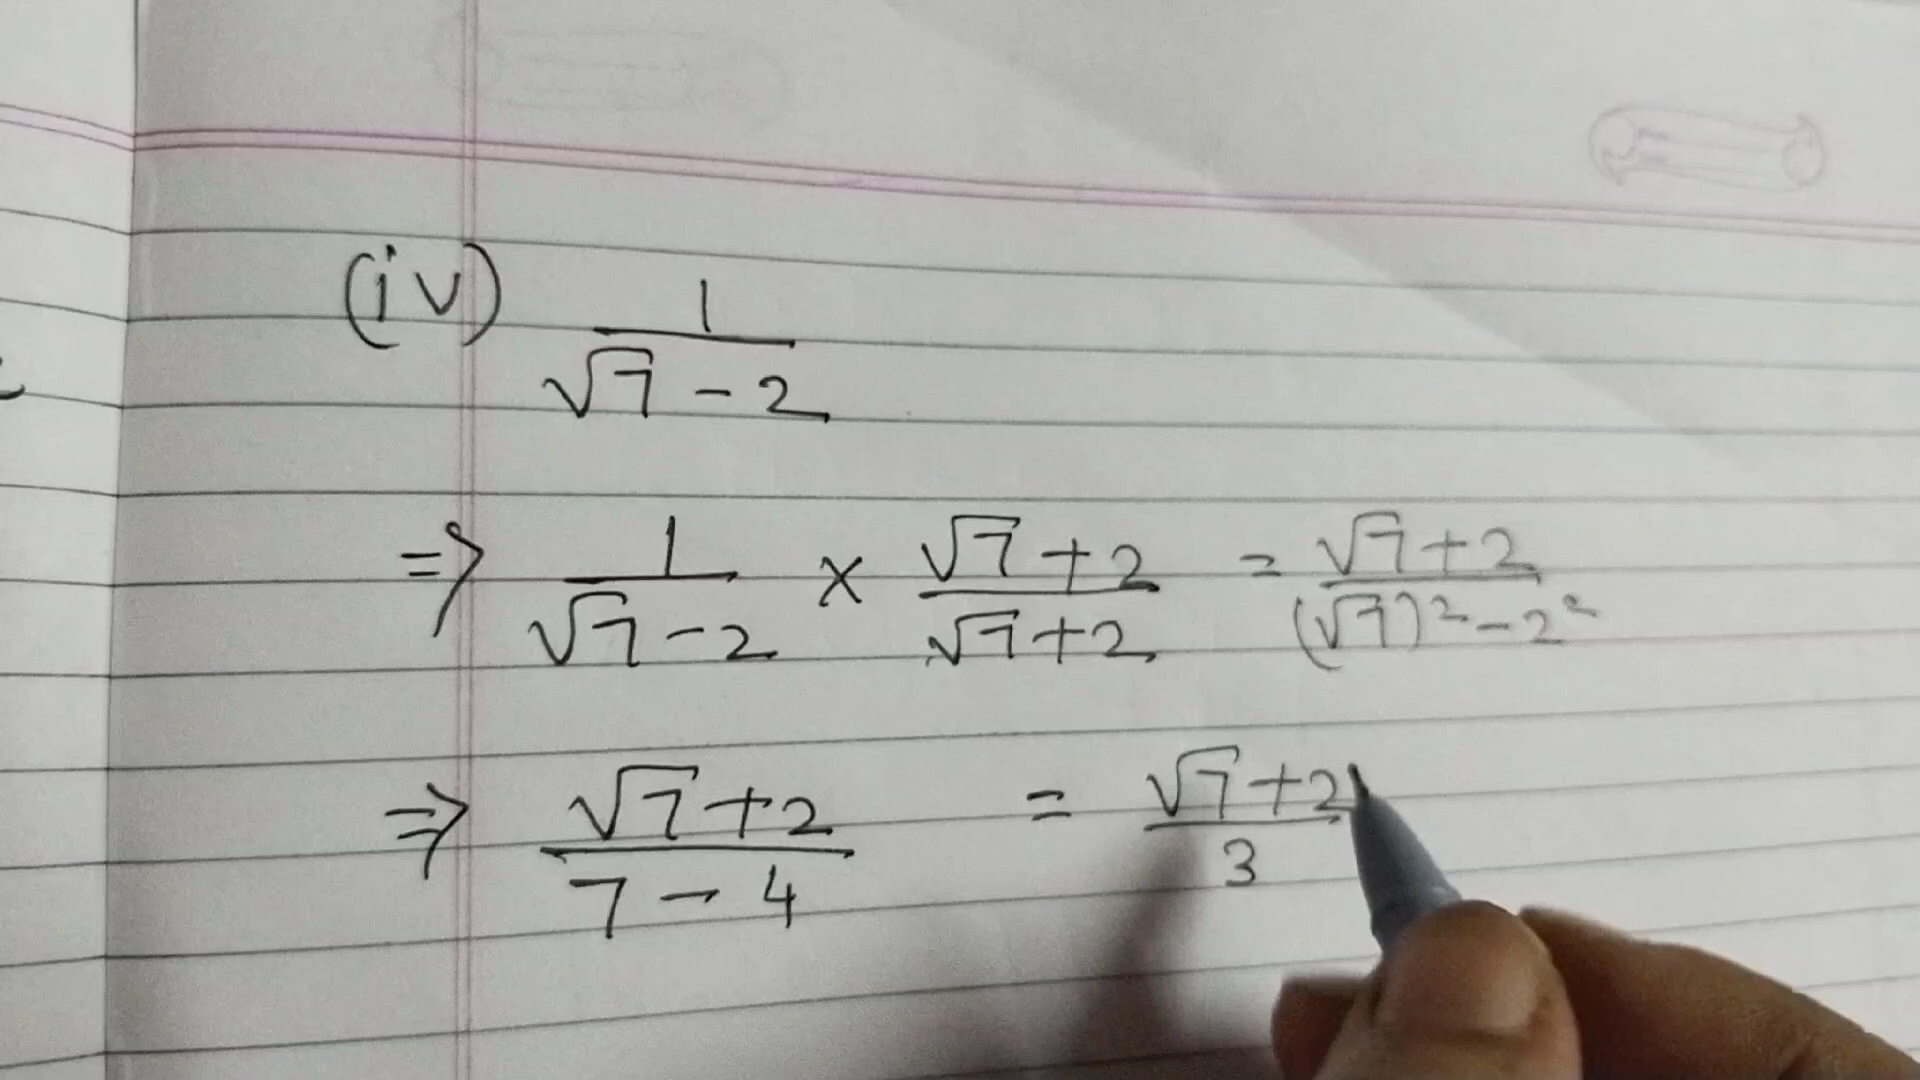 (iv) 1/(√7 - 2)
=> 1/(√7 - 2) × (√7 + 2)/(√7 + 2) = (√7 + 2)/((√7)² - 2²)
=> (√7 + 2)/(7 - 4) = (√7 + 2)/3